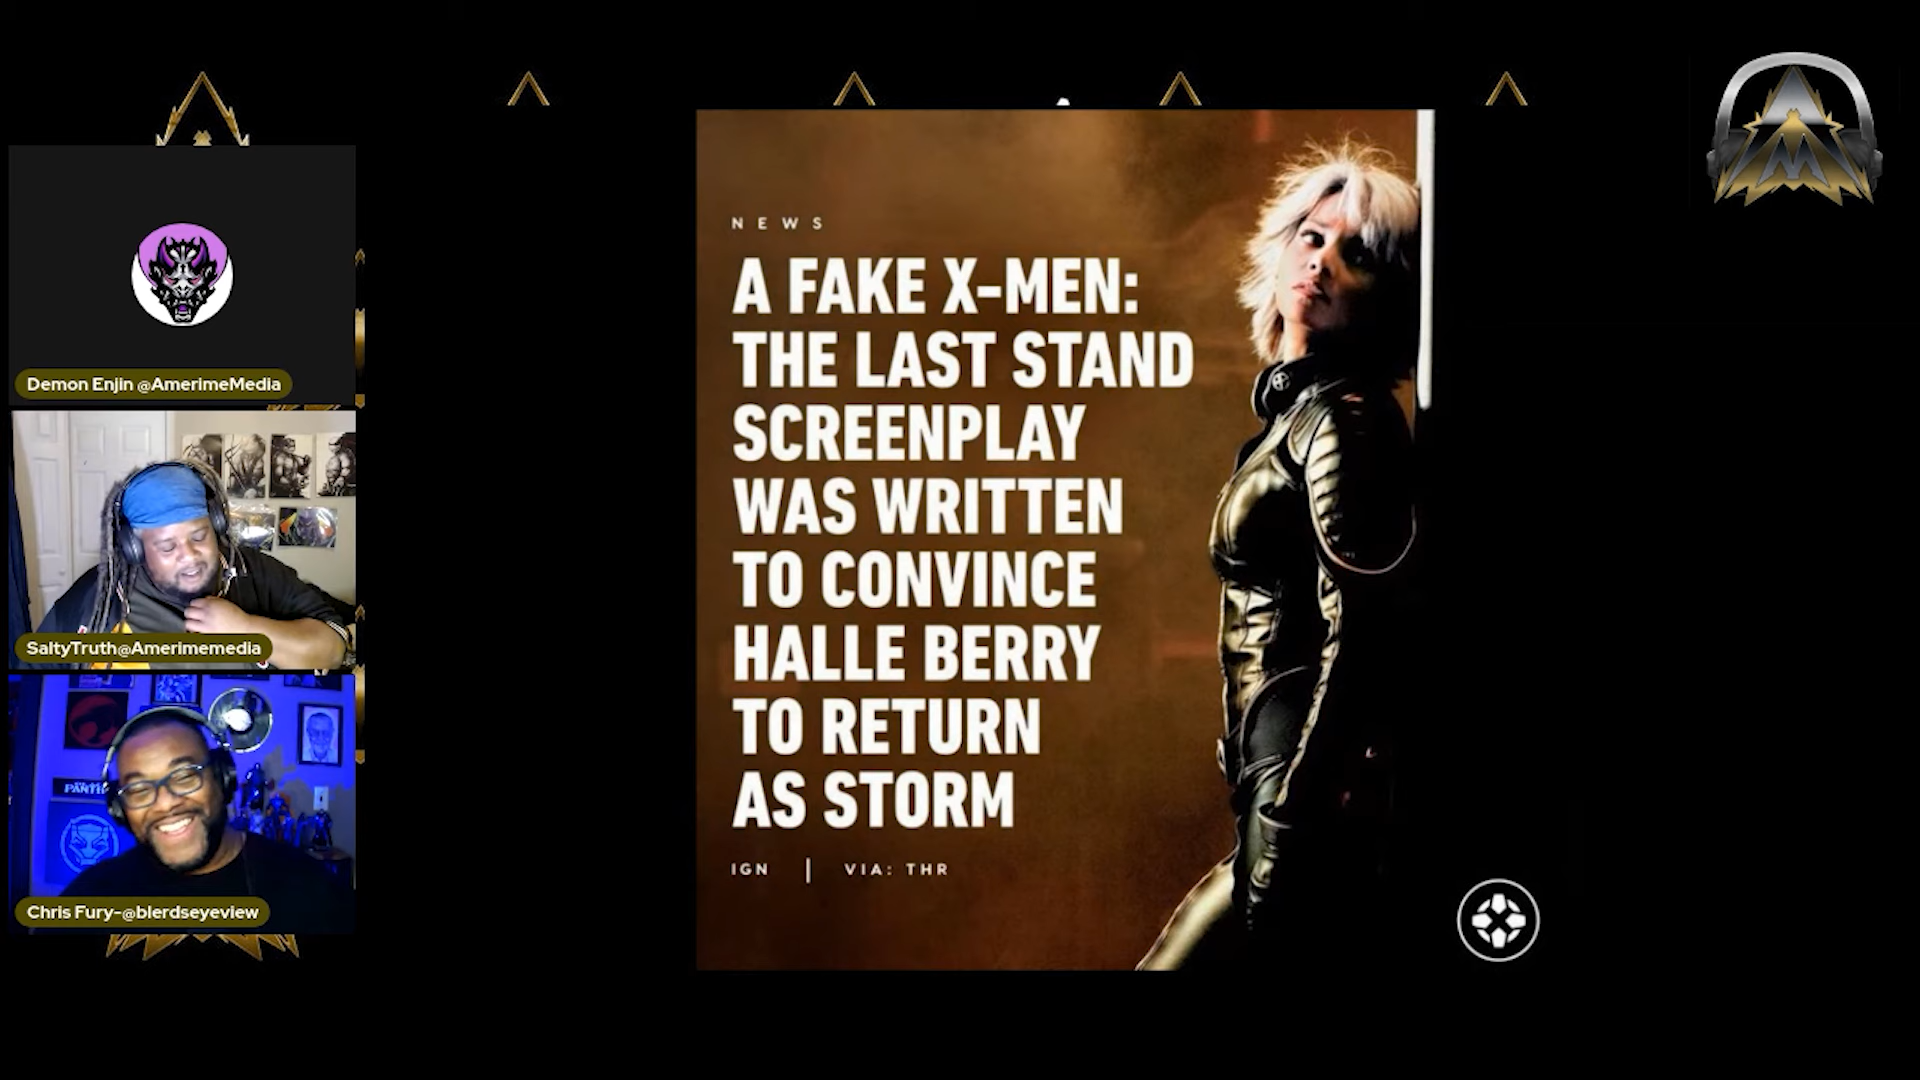 NEWS
A FAKE X-MEN:
THE LAST STAND
SCREENPLAY
WAS WRITTEN
TO CONVINCE
HALLE BERRY
TO RETURN
AS STORM
IGN | VIA: THR
Demon Enjin @AmerimeMedia
SaltyTruth@Amerimemedia
PANTHE
Chris Fury-@blerdseyeview